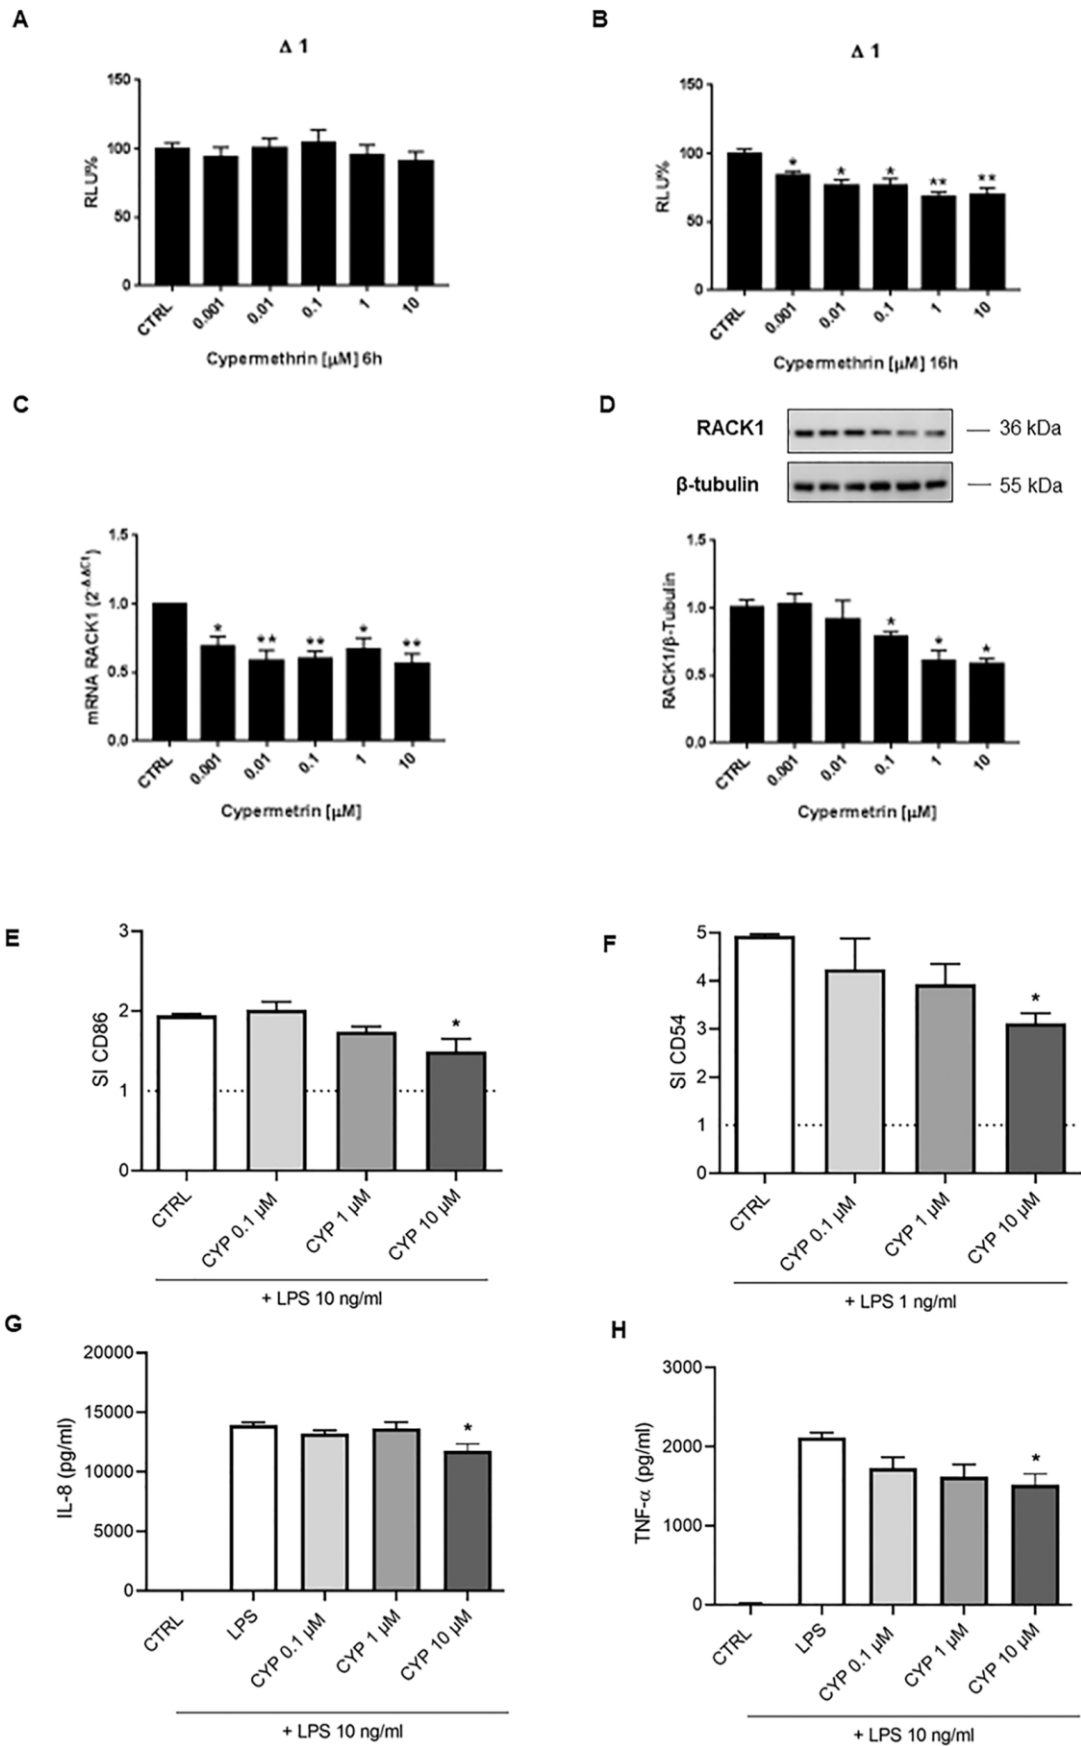 A
Δ 1
RLU%
150
100
50
0
CTRL
0.001
0.01
0.1
1
10
Cypermethrin [μM] 6h
B
Δ 1
RLU%
150
100
50
0
CTRL
0.001
0.01
0.1
1
10
*
*
*
**
**
Cypermethrin [μM] 16h
C
mRNA RACK1 (2-ΔΔCt)
1.5
1.0
0.5
0.0
*
**
**
*
**
CTRL
0.001
0.01
0.1
1
10
Cypermetrin [μM]
D
RACK1
36 kDa
β-tubulin
55 kDa
RACK1/β-Tubulin
1.5
1.0
0.5
0.0
*
*
*
CTRL
0.001
0.01
0.1
1
10
Cypermetrin [μM]
E
SI CD86
3
2
1
0
*
CTRL
CYP 0.1 μM
CYP 1 μM
CYP 10 μM
+ LPS 10 ng/ml
F
SI CD54
5
4
3
2
1
0
*
CTRL
CYP 0.1 μM
CYP 1 μM
CYP 10 μM
+ LPS 1 ng/ml
G
IL-8 (pg/ml)
20000
15000
10000
5000
0
*
CTRL
LPS
CYP 0.1 μM
CYP 1 μM
CYP 10 μM
+ LPS 10 ng/ml
H
TNF-α (pg/ml)
3000
2000
1000
0
*
CTRL
LPS
CYP 0.1 μM
CYP 1 μM
CYP 10 μM
+ LPS 10 ng/ml